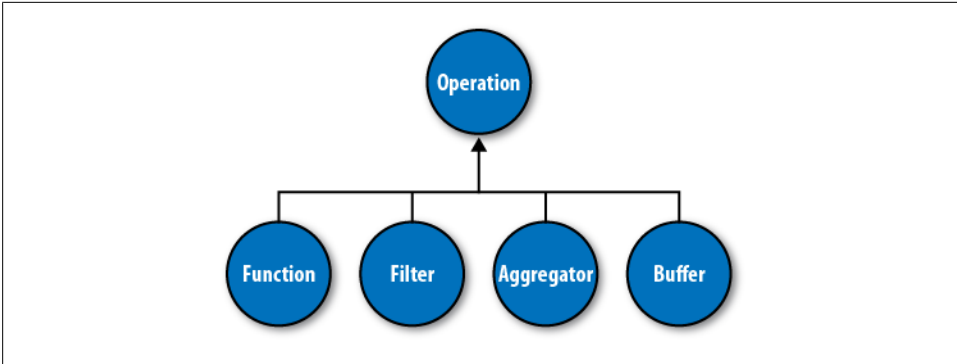 Operation
Function
Filter
Aggregator
Buffer